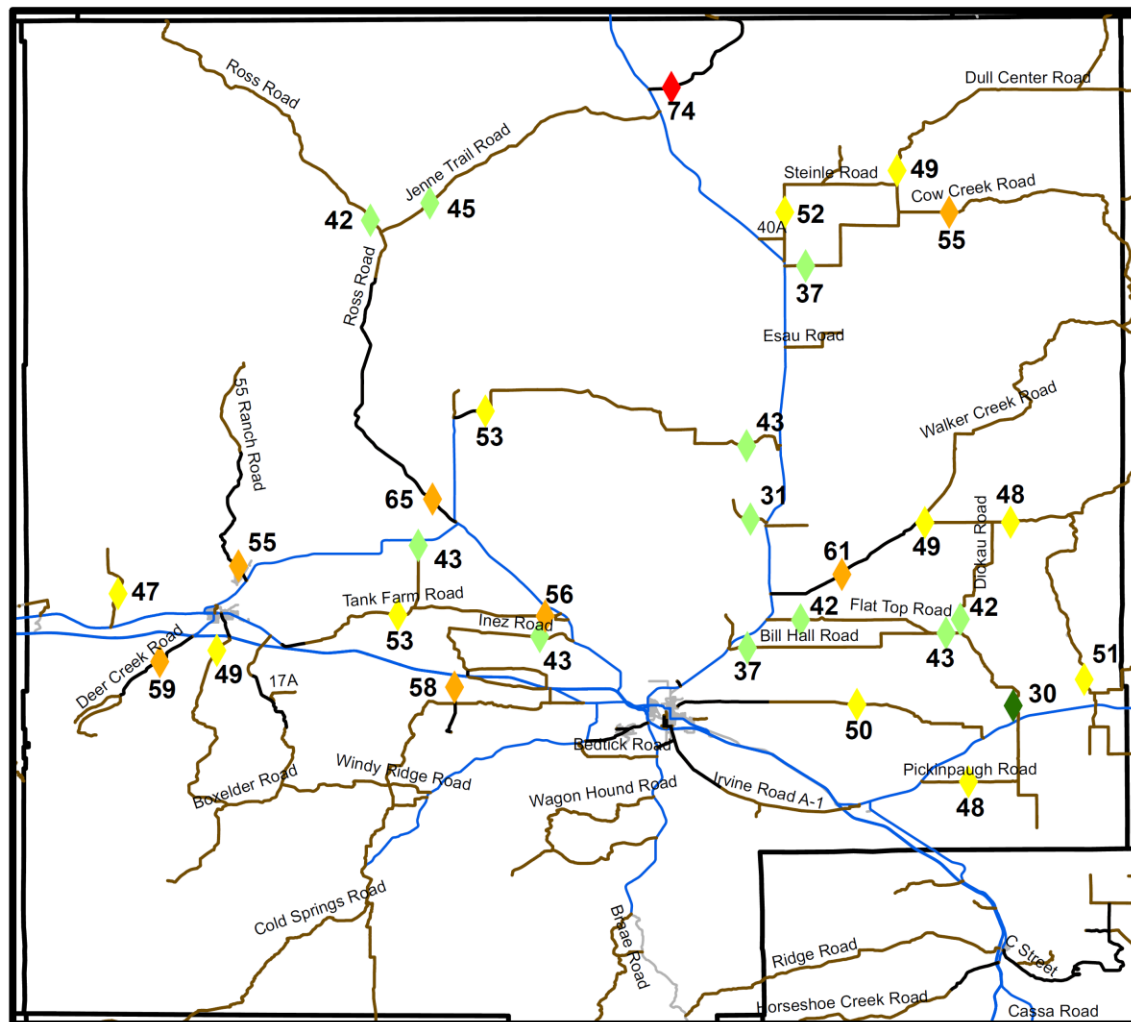 Ross Road
Dull Center Road
74
Jenne Trail Road
Steinle Road
49
Cow Creek Road
42
45
52
55
40A
37
Ross Road
Esau Road
55 Ranch Road
53
43
Walker Creek Road
65
31
48
49
Dickau Road
55
43
61
47
Tank Farm Road
56
42
Flat Top Road
42
53
Inez Road
Bill Hall Road
43
37
43
Deer Creek Road
59
49
51
17A
58
30
50
Bedtick Road
Boxelder Road
Windy Ridge Road
Wagon Hound Road
Irvine Road A-1
Pickinpaugh Road
48
Cold Springs Road
Braae Road
Ridge Road
C Street
Horseshoe Creek Road
Cassa Road